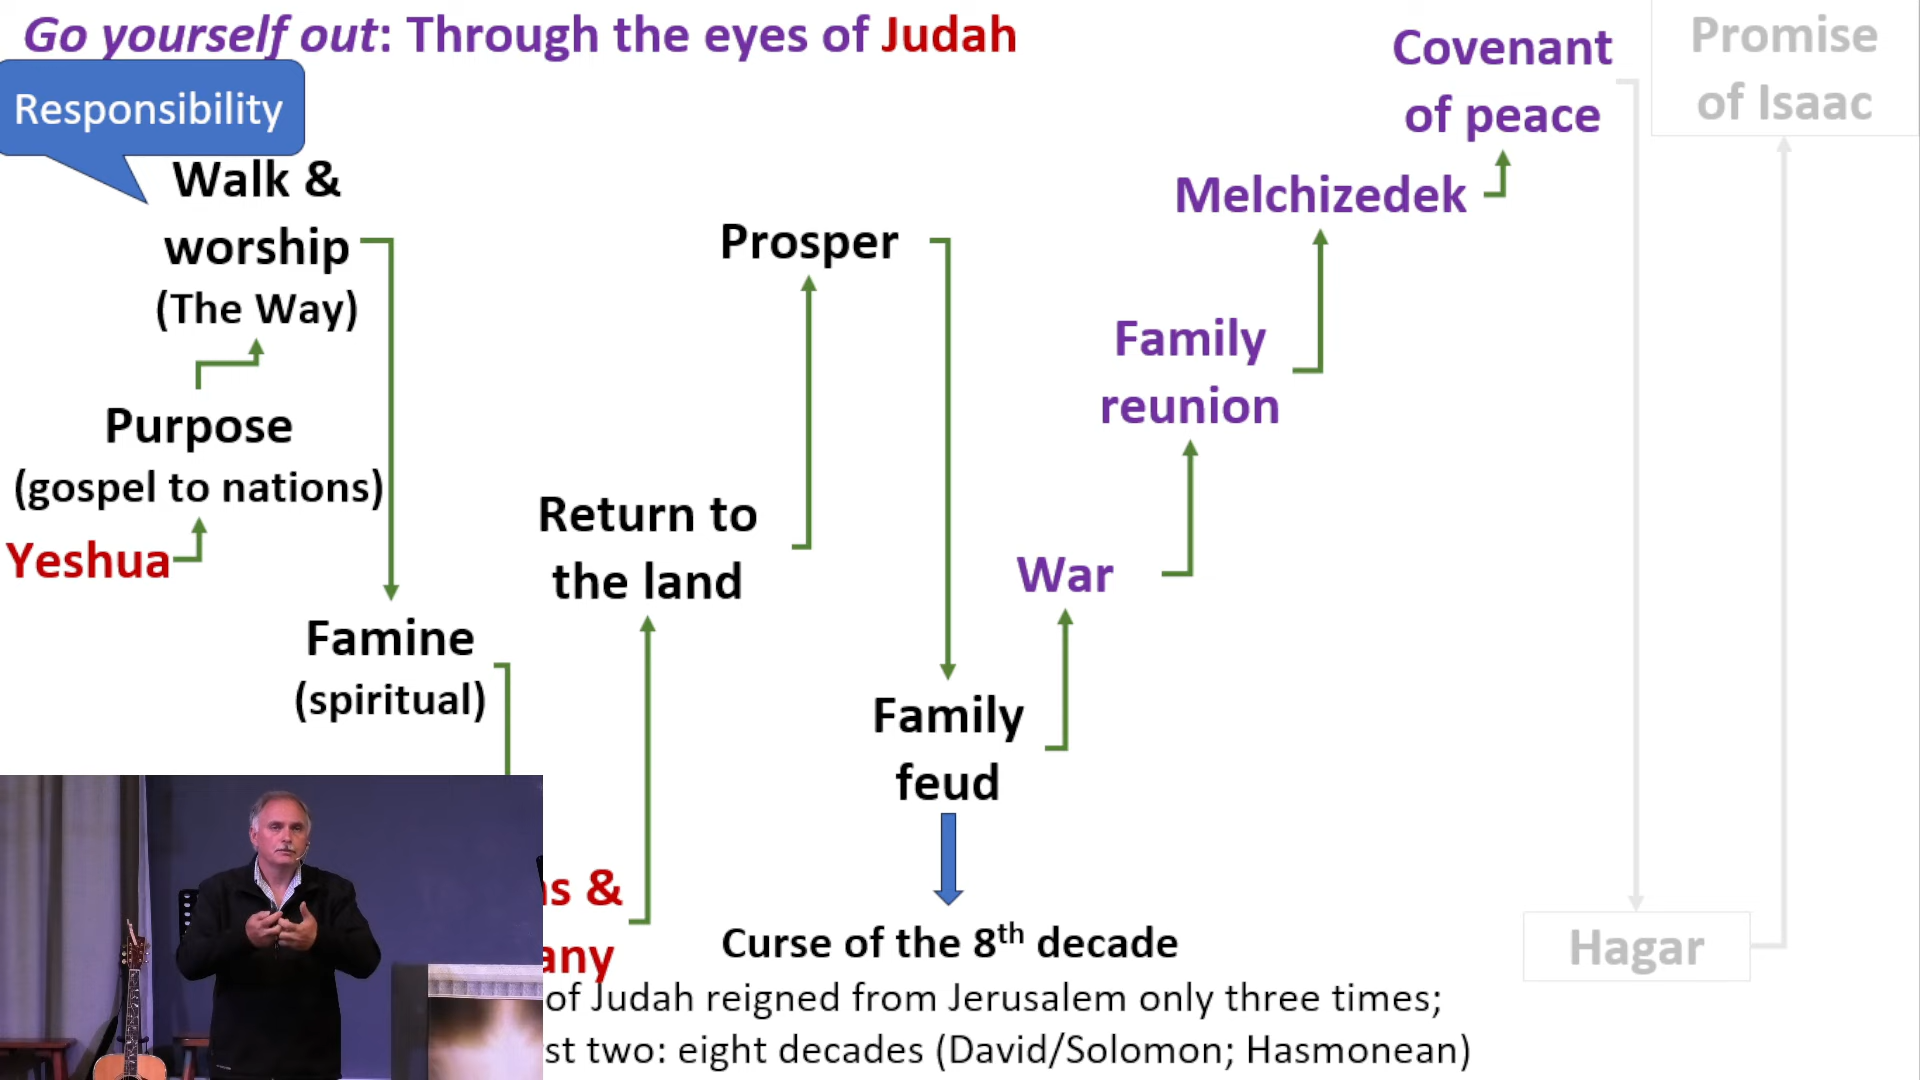 Go yourself out: Through the eyes of Judah
Responsibility
Walk &
worship
(The Way)
Purpose
(gospel to nations)
Yeshua
Famine
(spiritual)
&
Return to
the land
Prosper
Family
feud
Curse of the 8th decade
of Judah reigned from Jerusalem only three times;
two: eight decades (David/Solomon; Hasmonean)
War
Family
reunion
Melchizedek
Covenant
of peace
Hagar
Promise
of Isaac